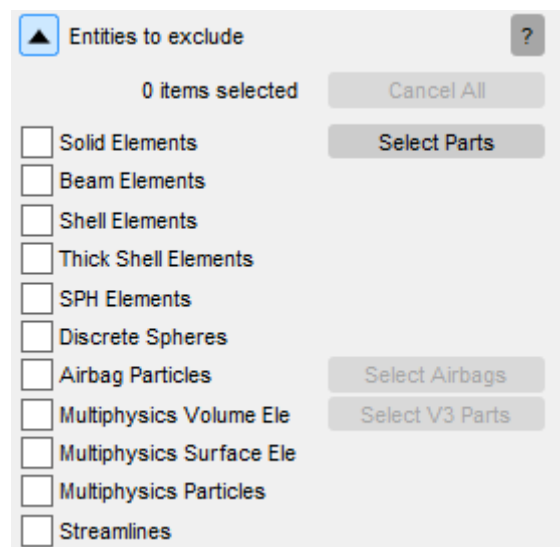 Entities to exclude ?
0 items selected Cancel All
Solid Elements Select Parts
Beam Elements
Shell Elements
Thick Shell Elements
SPH Elements
Discrete Spheres
Airbag Particles Select Airbags
Multiphysics Volume Ele Select V3 Parts
Multiphysics Surface Ele
Multiphysics Particles
Streamlines